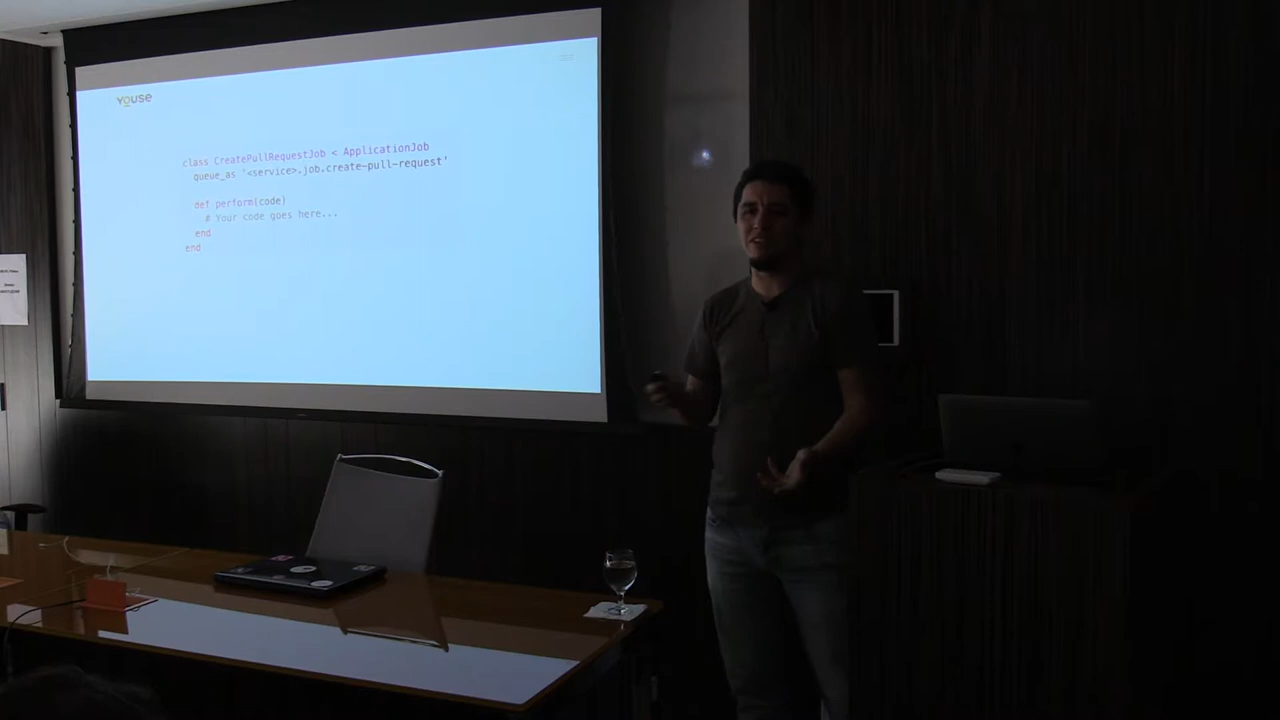 youse
class CreatePullRequestJob < ApplicationJob
queue_as '<service>.job.create-pull-request'
def perform(code)
# Your code goes here...
end
end